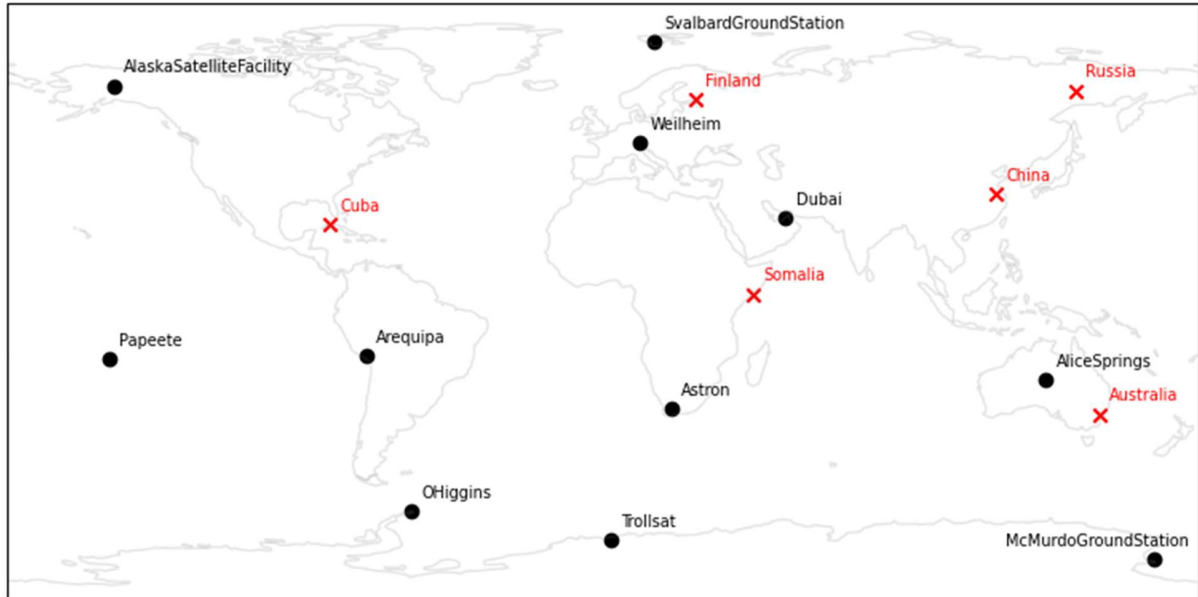 SvalbardGroundStation
AlaskaSatelliteFacility
Finland
Russia
Weilheim
China
Cuba
Dubai
Somalia
Papeete
Arequipa
AliceSprings
Astron
Australia
OHiggins
Trollsat
McMurdoGroundStation